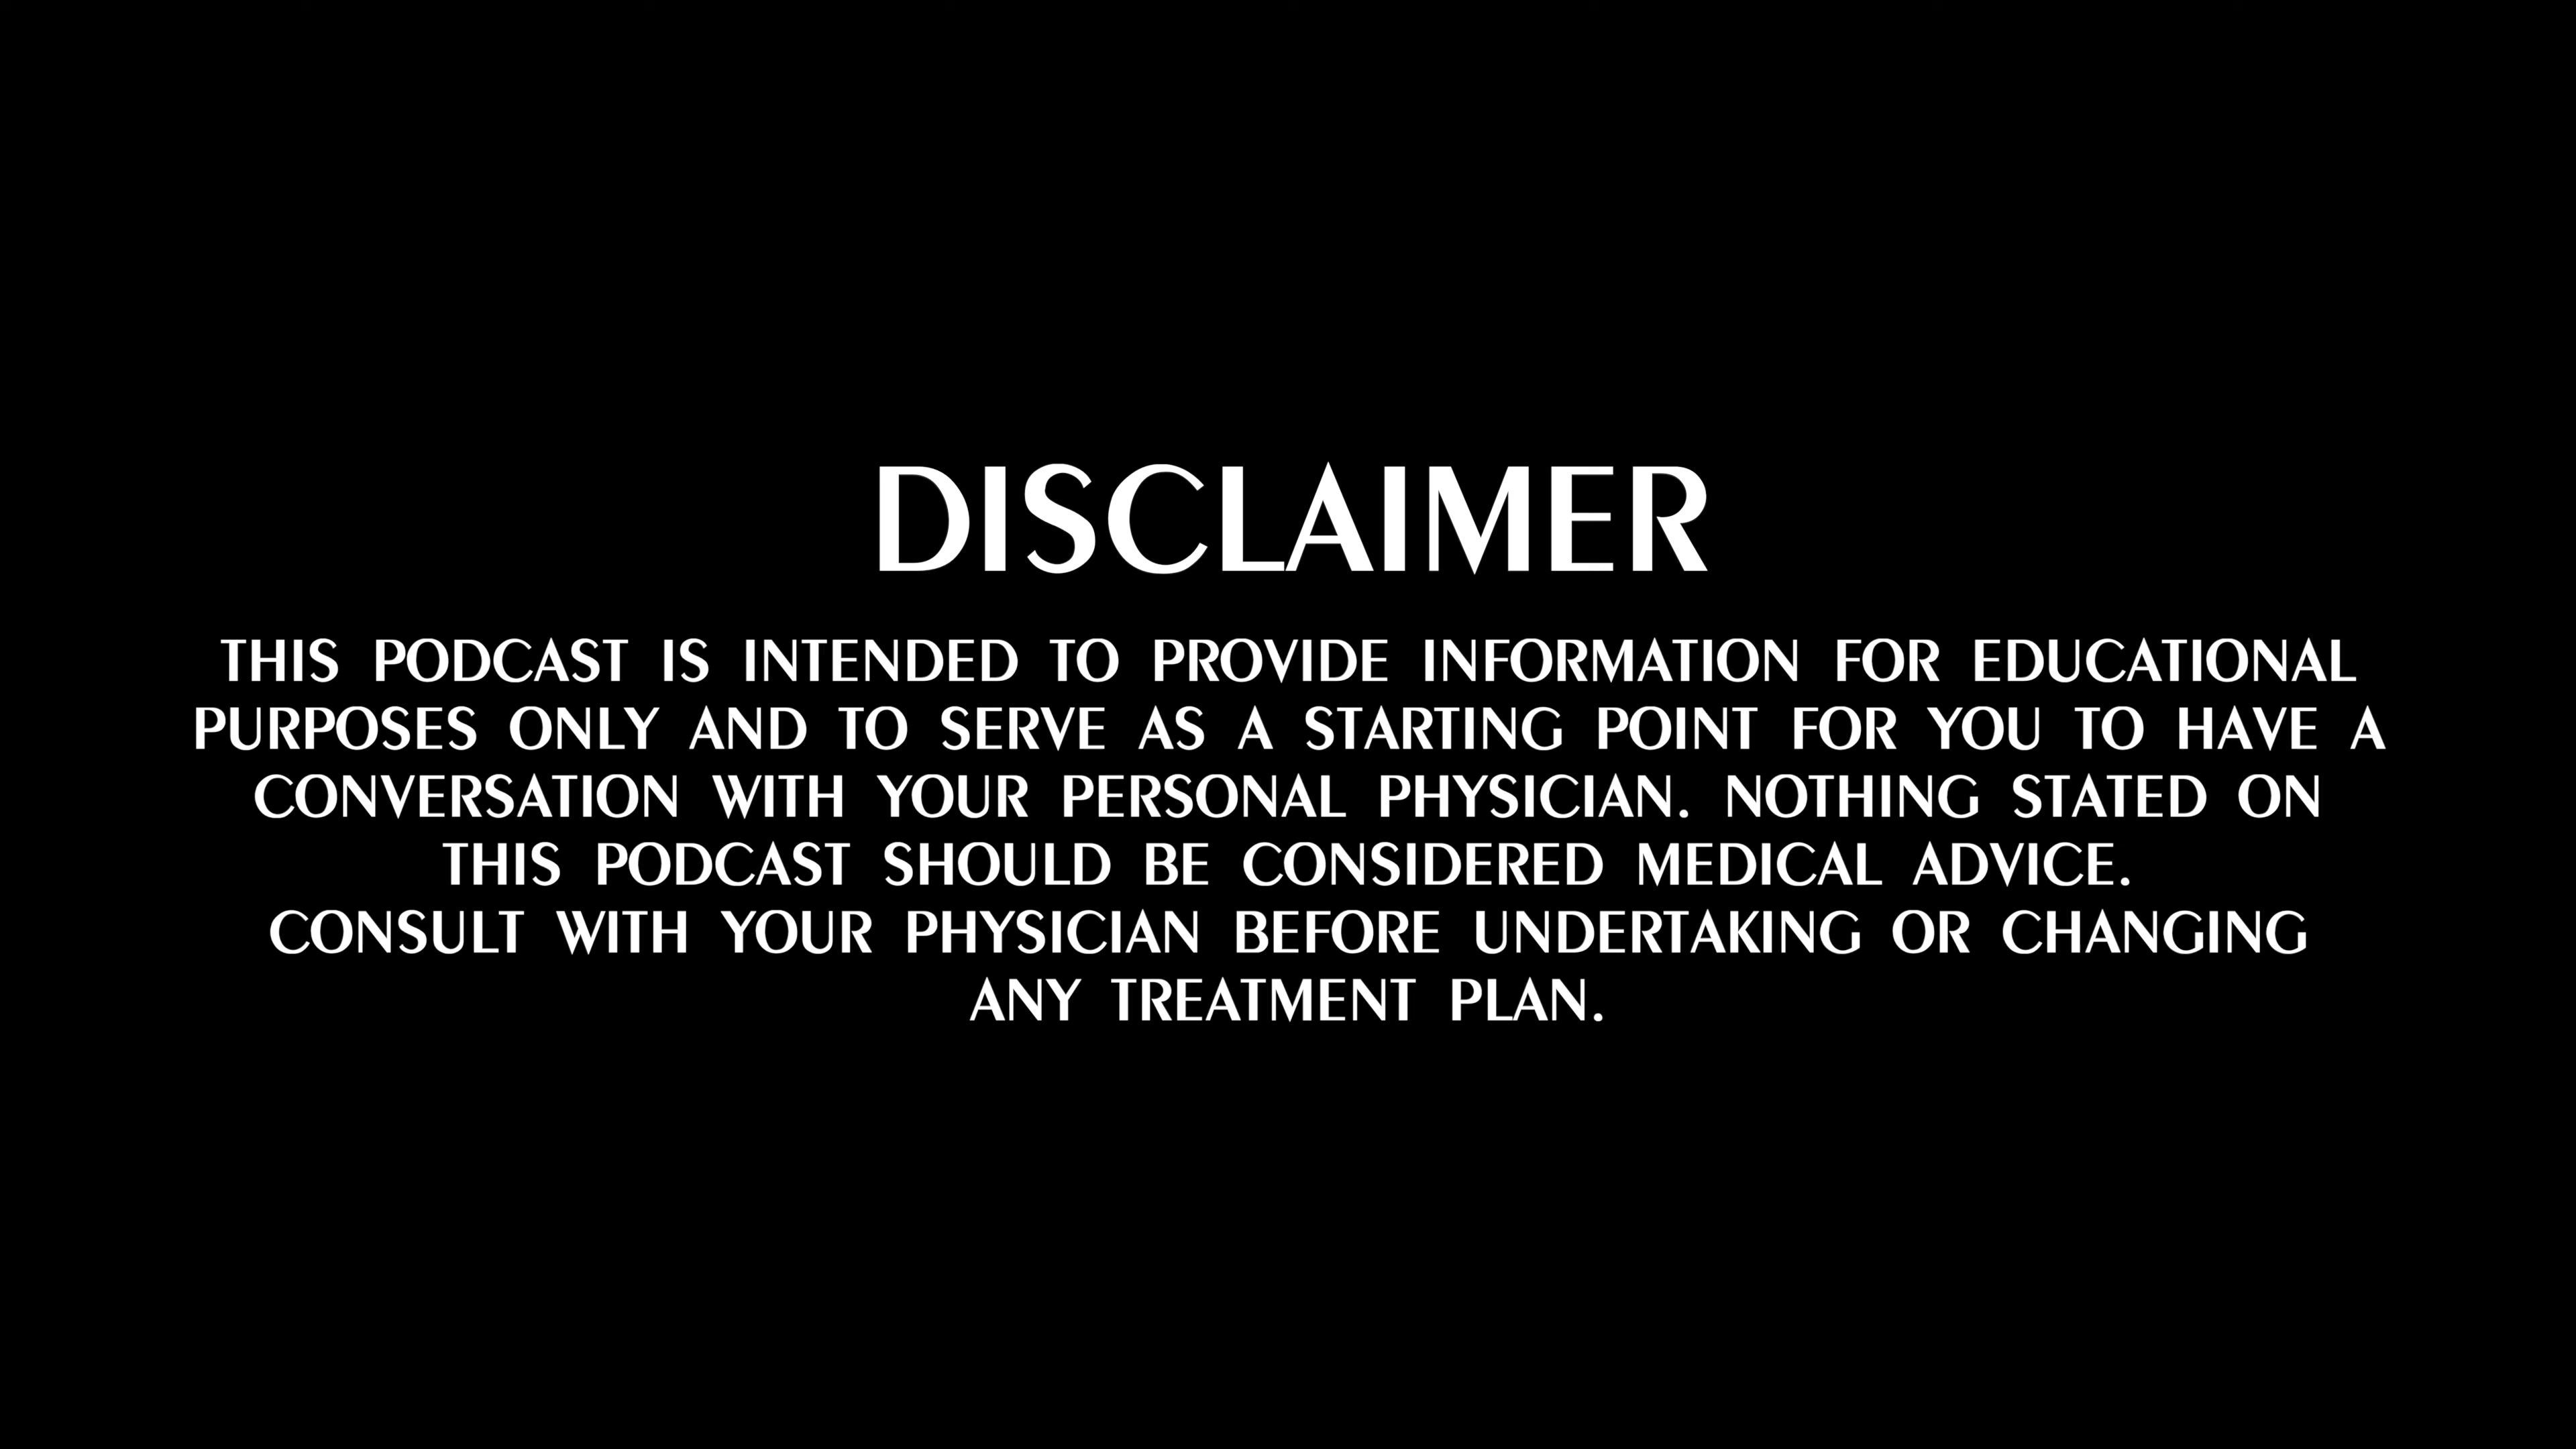 DISCLAIMER
THIS PODCAST IS INTENDED TO PROVIDE INFORMATION FOR EDUCATIONAL
PURPOSES ONLY AND TO SERVE AS A STARTING POINT FOR YOU TO HAVE A
CONVERSATION WITH YOUR PERSONAL PHYSICIAN. NOTHING STATED ON
THIS PODCAST SHOULD BE CONSIDERED MEDICAL ADVICE.
CONSULT WITH YOUR PHYSICIAN BEFORE UNDERTAKING OR CHANGING
ANY TREATMENT PLAN.